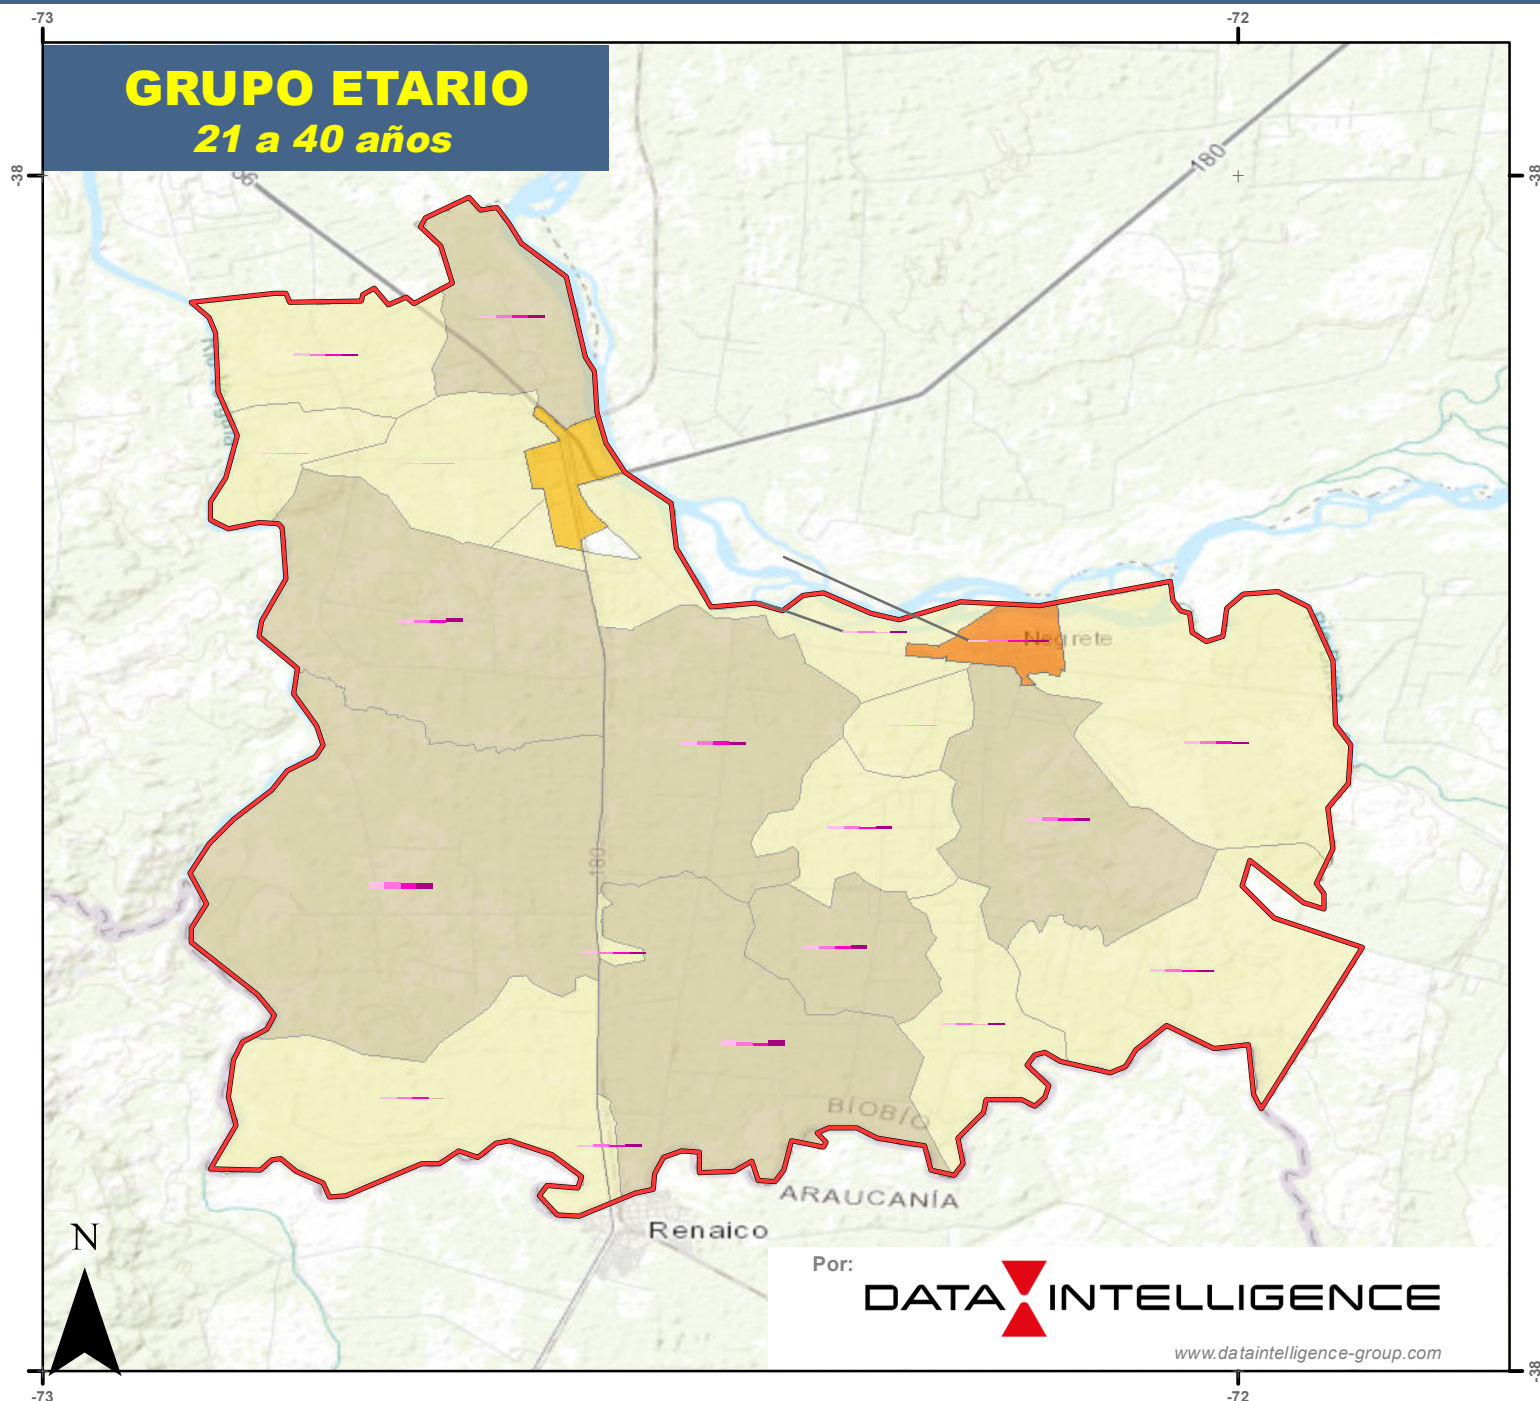 -73
-72
GRUPO ETARIO
21 a 40 años
-38
-38
180
Negrete
180
BÍOBÍO
ARAUCANÍA
Renaico
N
Por:
DATA INTELLIGENCE
www.dataintelligence-group.com
-38
-73
-72